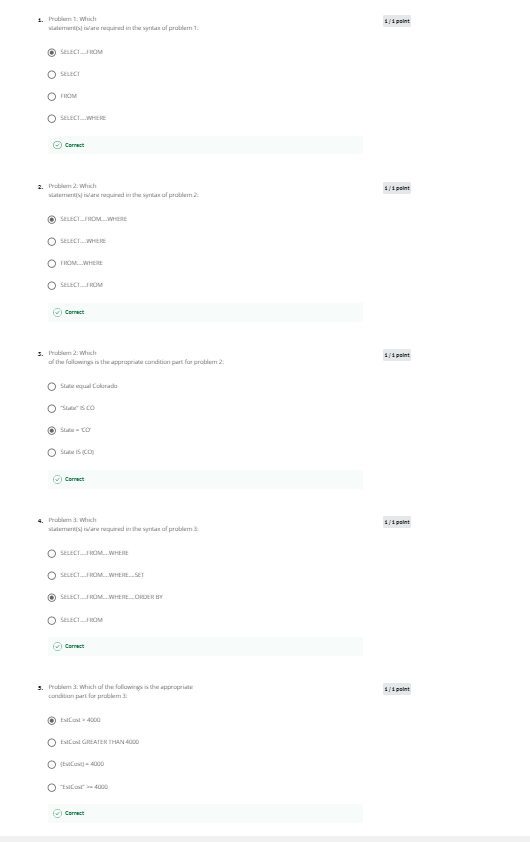 1. Problem 1: Which 1 / 1 point
statement(s) is/are required in the syntax of problem 1.
SELECT....FROM
SELECT
FROM
SELECT....WHERE
Correct
2. Problem 2: Which 1 / 1 point
statement(s) is/are required in the syntax of problem 2.
SELECT....FROM....WHERE
SELECT....WHERE
FROM....WHERE
SELECT....FROM
Correct
3. Problem 2: Which 1 / 1 point
of the followings is the appropriate condition part for problem 2.
State equal Colorado
"State" IS CO
State = 'CO'
State IS (CO)
Correct
4. Problem 3: Which 1 / 1 point
statement(s) is/are required in the syntax of problem 3:
SELECT....FROM....WHERE
SELECT....FROM....WHERE....SET
SELECT....FROM....WHERE....ORDER BY
SELECT....FROM
Correct
5. Problem 3: Which of the followings is the appropriate 1 / 1 point
condition part for problem 3:
EstCost > 4000
EstCost GREATER THAN 4000
(EstCost) = 4000
"EstCost" >= 4000
Correct